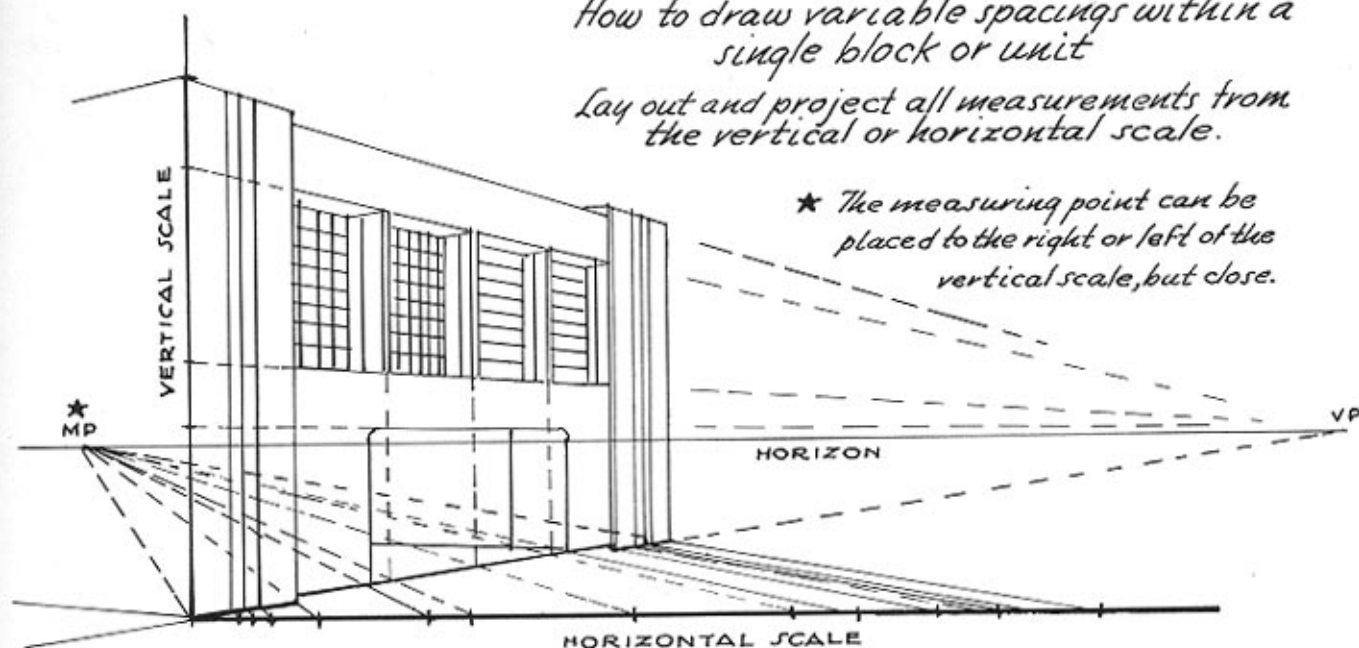 How to draw variable spacings within a
single block or unit
Lay out and project all measurements from
the vertical or horizontal scale.
★ The measuring point can be
placed to the right or left of the
vertical scale, but close.
VERTICAL SCALE
★
MP
VP
HORIZON
HORIZONTAL SCALE